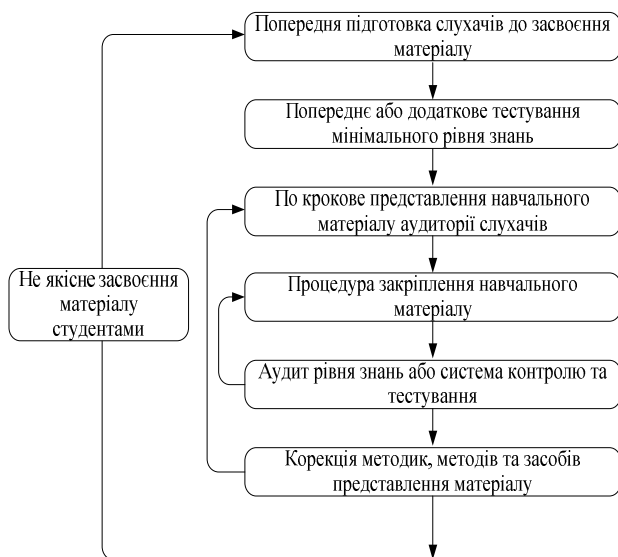 Попередня підготовка слухачів до засвоєння
матеріалу
Попереднє або додаткове тестування
мінімального рівня знань
По крокове представлення навчального
матеріалу аудиторії слухачів
Не якісне засвоєння
матеріалу
студентами
Процедура закріплення навчального
матеріалу
Аудит рівня знань або система контролю та
тестування
Корекція методик, методів та засобів
представлення матеріалу